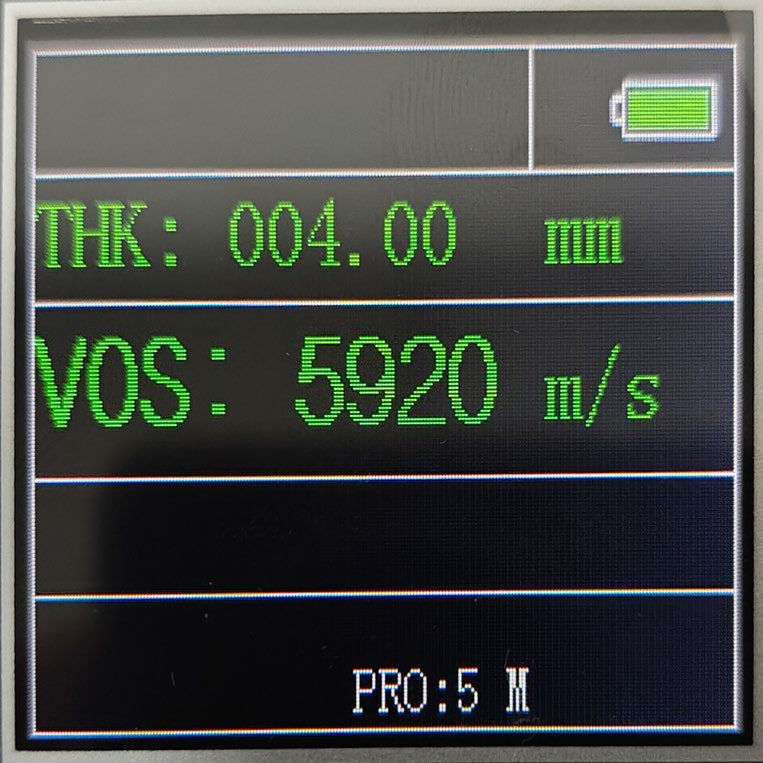 THK: 004.00 mm
VOS: 5920 m/s
PRO:5 M